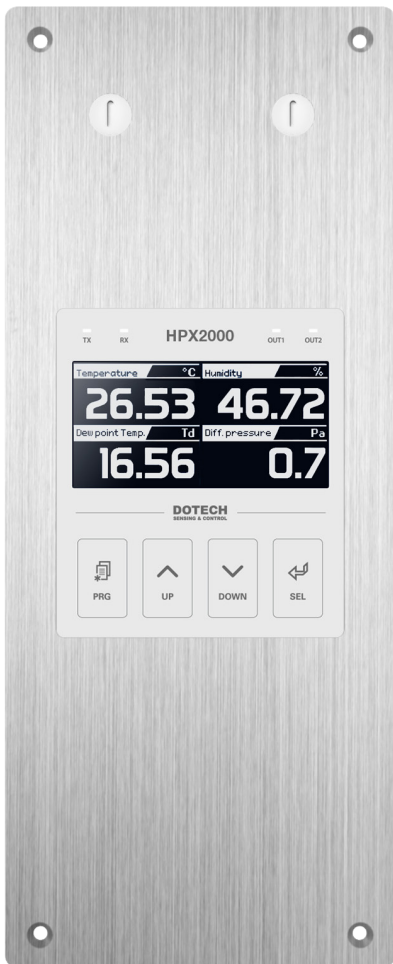 TX RX HPX2000 OUT1 OUT2
Temperature °C Humidity %
26.53 46.72
Dew point Temp. Td Diff. pressure Pa
16.56 0.7
DOTECH
SENSING & CONTROL
PRG UP DOWN SEL